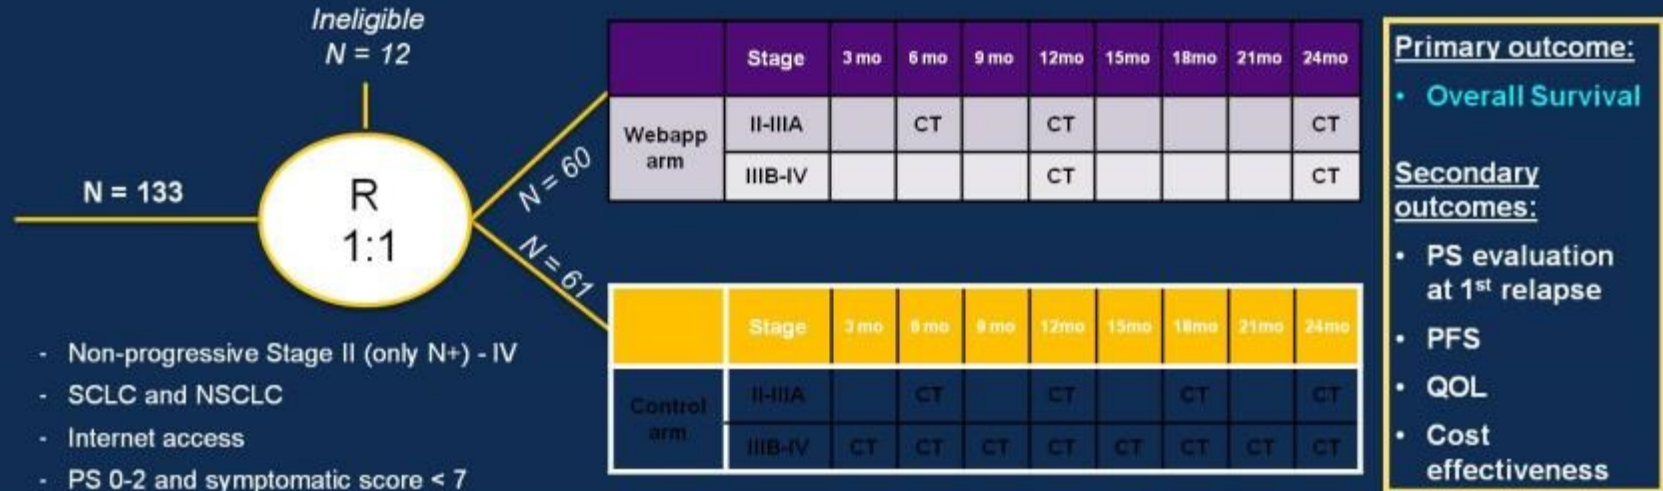 Ineligible
N = 12
N = 133
R
1:1
N = 60
N = 61
- Non-progressive Stage II (only N+) - IV
- SCLC and NSCLC
- Internet access
- PS 0-2 and symptomatic score < 7
Stage 3 mo 6 mo 9 mo 12mo 15mo 18mo 21mo 24mo
Webapp arm
II-IIIA CT CT CT
IIIB-IV CT CT
Stage 3 mo 6 mo 9 mo 12mo 15mo 18mo 21mo 24mo
Control arm
II-IIIA CT CT CT CT
IIIB-IV CT CT CT CT CT CT CT CT
Primary outcome:
• Overall Survival
Secondary
outcomes:
• PS evaluation
at 1st relapse
• PFS
• QOL
• Cost
effectiveness